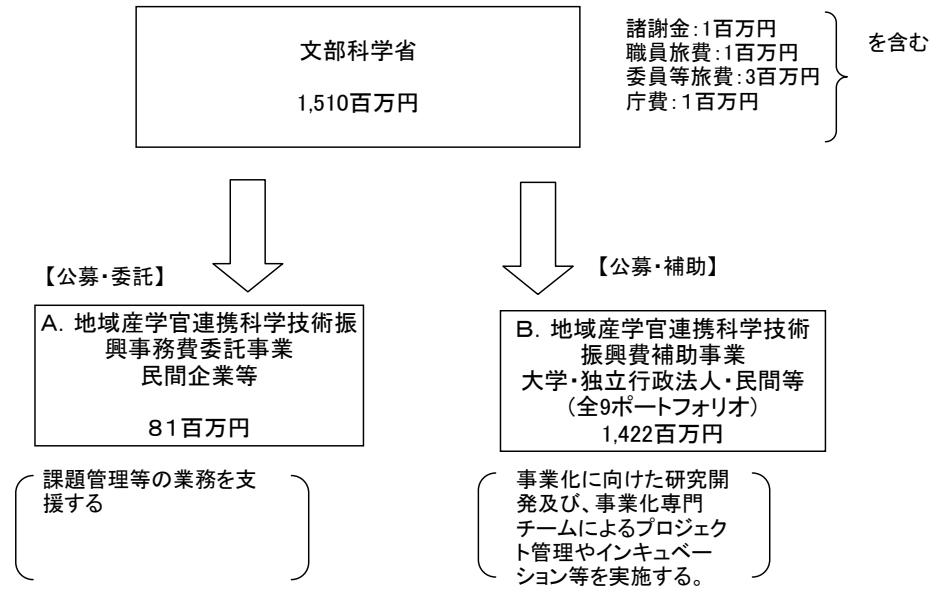 文部科学省
1,510百万円
諸謝金：1百万円
職員旅費：1百万円
委員等旅費：3百万円
庁費：１百万円
を含む
【公募・委託】
Ａ．地域産学官連携科学技術振
興事務費委託事業
民間企業等
８１百万円
課題管理等の業務を支
援する
【公募・補助】
Ｂ．地域産学官連携科学技術
振興費補助事業
大学・独立行政法人・民間等
（全9ポートフォリオ）
1,422百万円
事業化に向けた研究開
発及び、事業化専門
チームによるプロジェク
ト管理やインキュベー
ション等を実施する。